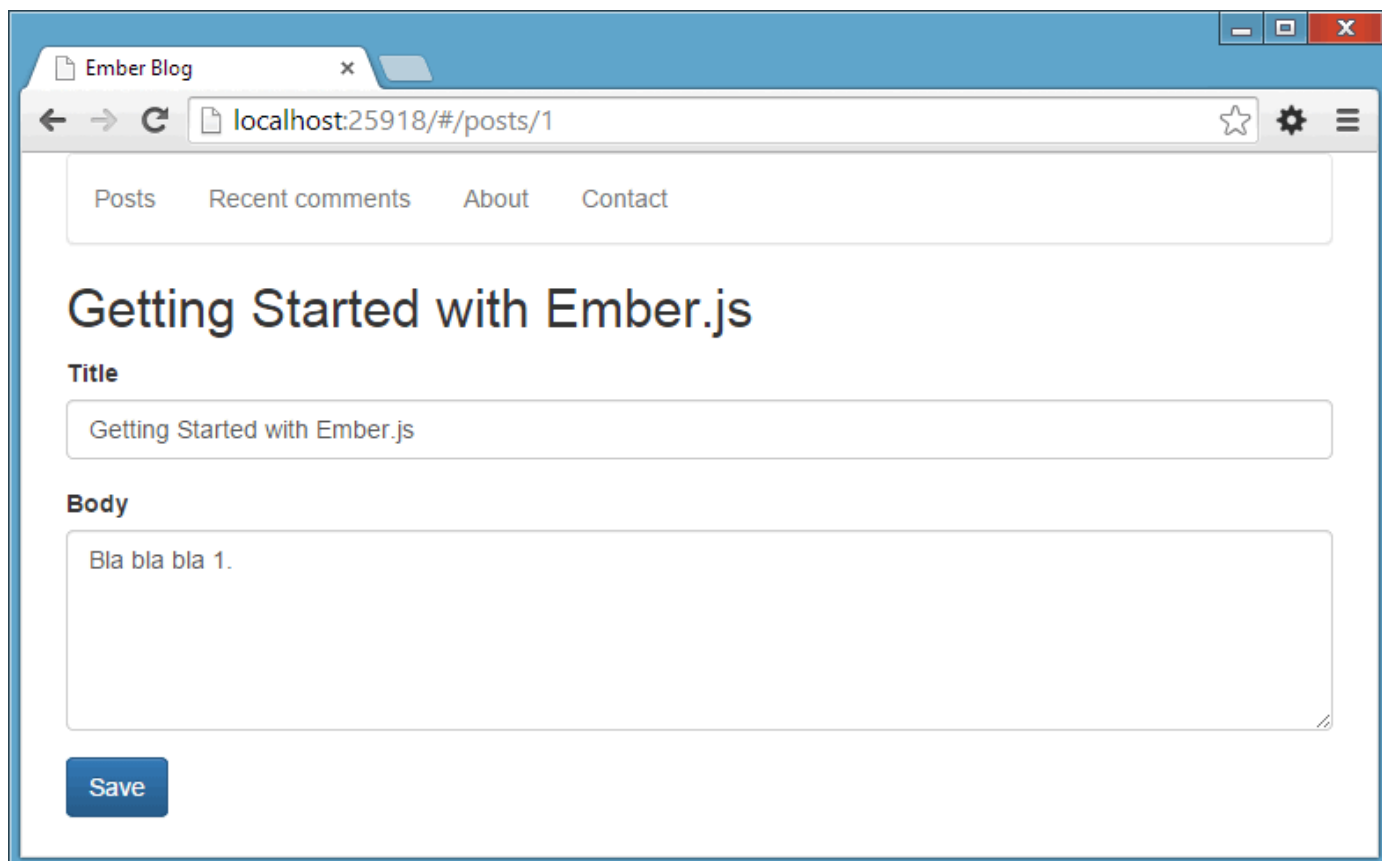 Ember Blog
localhost:25918/#/posts/1
Posts Recent comments About Contact
Getting Started with Ember.js
Title
Getting Started with Ember.js
Body
Bla bla bla 1.
Save